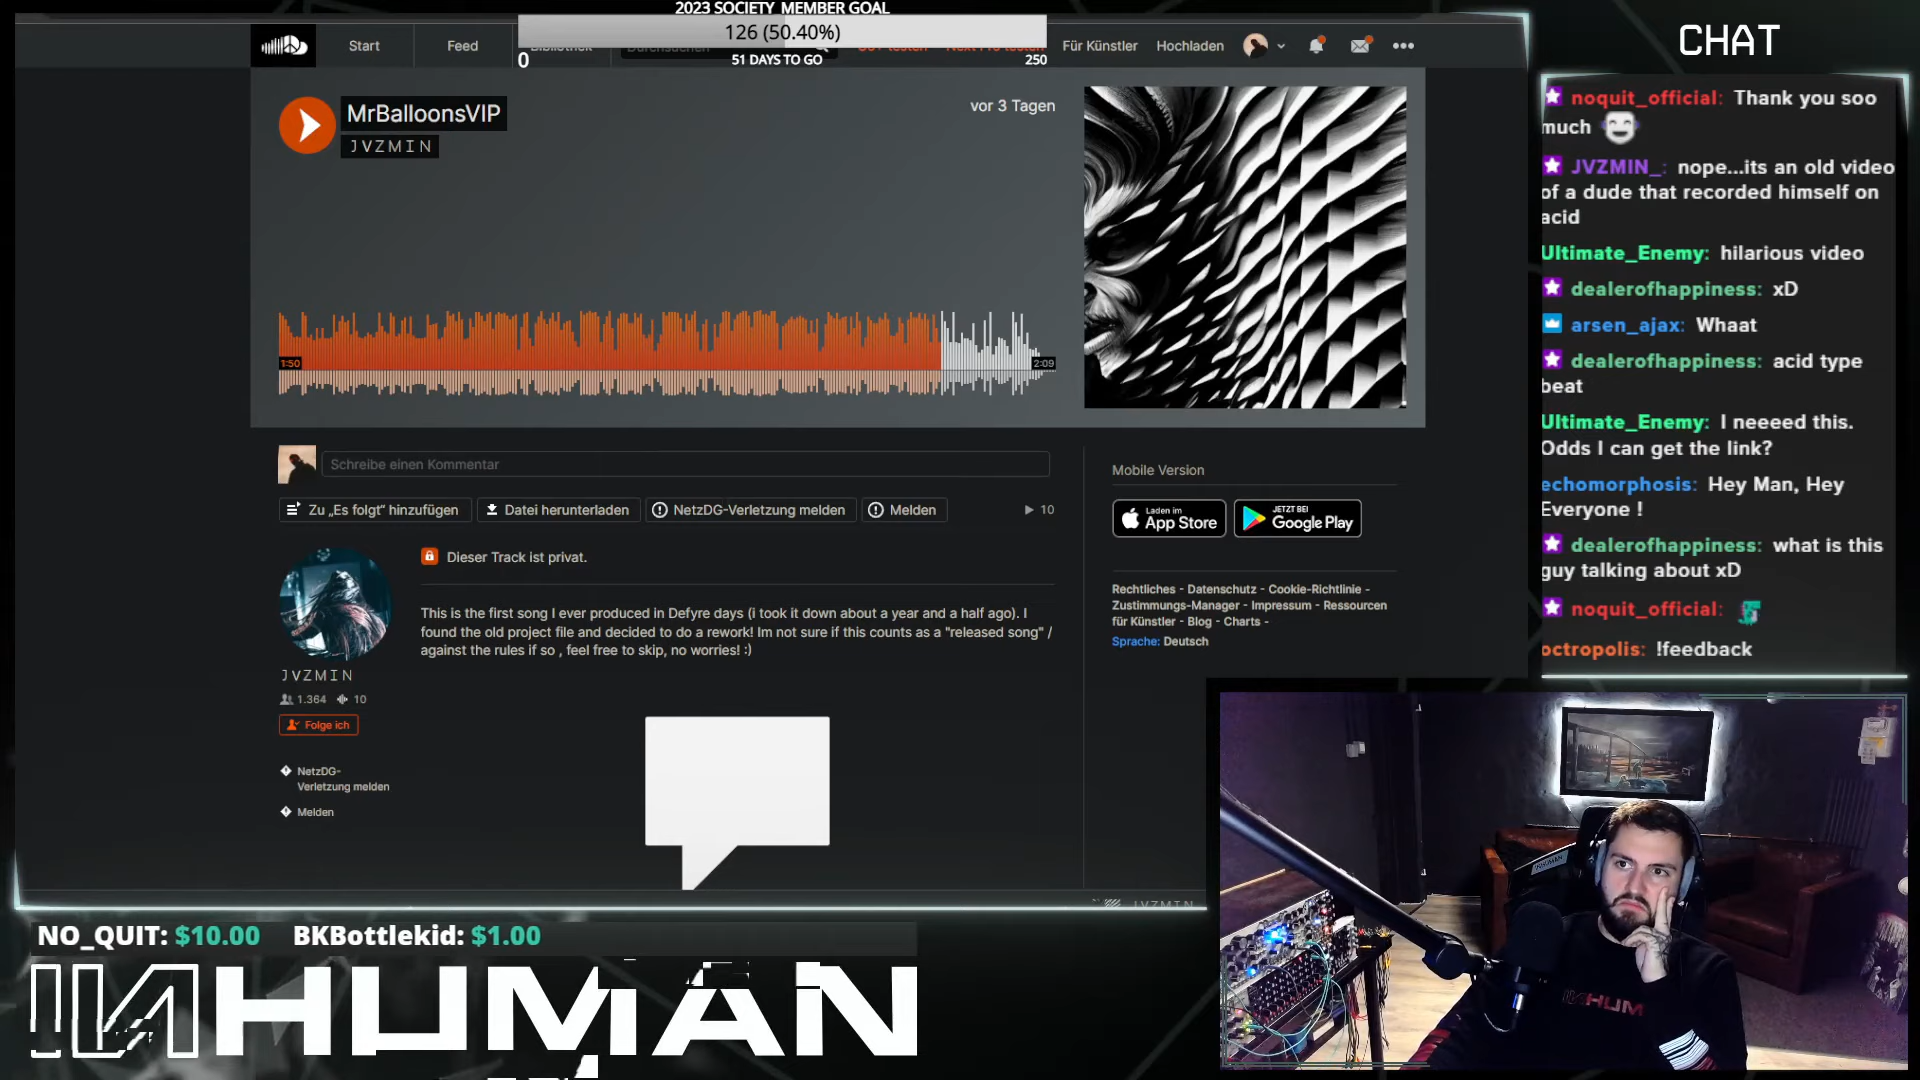 2023 SOCIETY MEMBER GOAL
126 (50.40%)
0
51 DAYS TO GO
250
Start
Feed
Bibliothek
Durchsuchen
Für Künstler
Hochladen
MrBalloonsVIP
JVZMIN
vor 3 Tagen
1:50
2:09
Schreibe einen Kommentar
Zu „Es folgt“ hinzufügen
Datei herunterladen
NetzDG-Verletzung melden
Melden
10
Dieser Track ist privat.
This is the first song I ever produced in Defyre days (i took it down about a year and a half ago). I
found the old project file and decided to do a rework! Im not sure if this counts as a "released song" /
against the rules if so , feel free to skip, no worries! :)
JVZMIN
1.364
10
Folge ich
NetzDG-
Verletzung melden
Melden
Mobile Version
Laden im
App Store
JETZT BEI
Google Play
Rechtliches - Datenschutz - Cookie-Richtlinie -
Zustimmungs-Manager - Impressum - Ressourcen
für Künstler - Blog - Charts -
Sprache: Deutsch
JVZMIN
CHAT
noquit_official: Thank you soo
much
JVZMIN_: nope...its an old video
of a dude that recorded himself on
acid
Ultimate_Enemy: hilarious video
dealerofhappiness: xD
arsen_ajax: Whaat
dealerofhappiness: acid type
beat
Ultimate_Enemy: I neeeed this.
Odds I can get the link?
echomorphosis: Hey Man, Hey
Everyone !
dealerofhappiness: what is this
guy talking about xD
noquit_official:
octropolis: !feedback
NO_QUIT: $10.00
BKBottlekid: $1.00
INHUMAN
INHUM